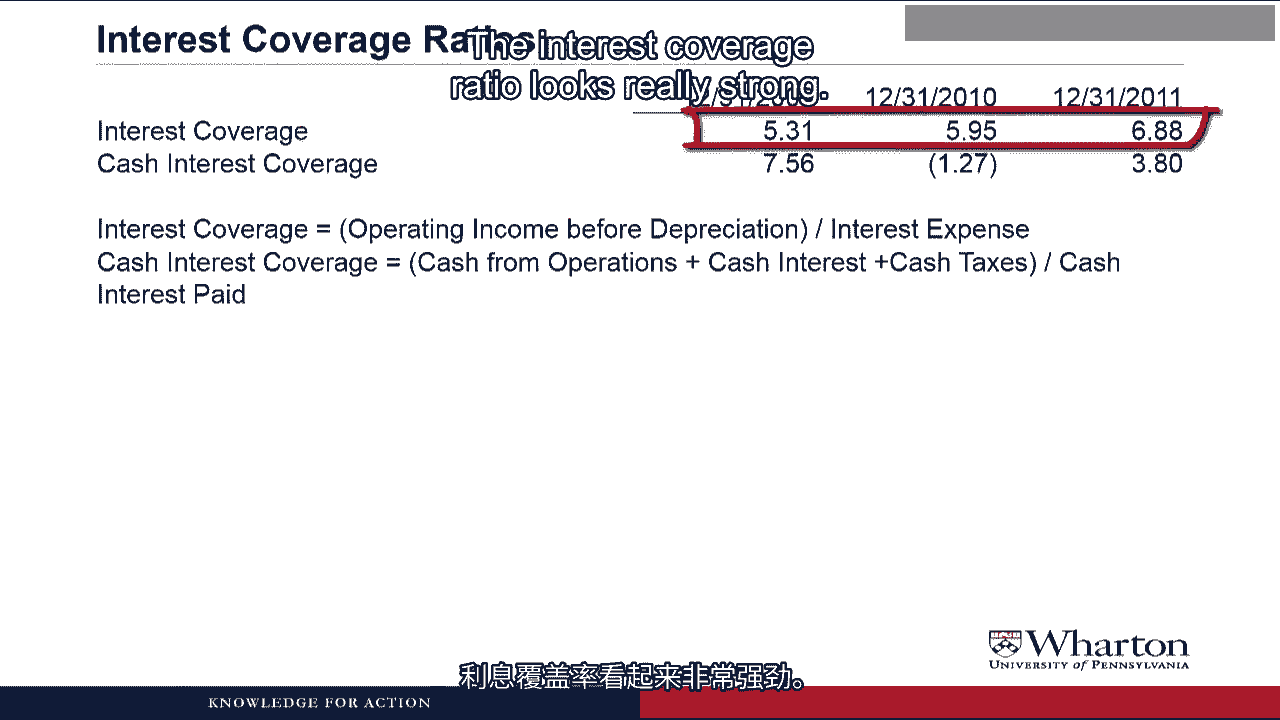 Interest Coverage Ratios
The interest coverage
ratio looks really strong.
12/31/2010 12/31/2011
Interest Coverage 5.31 5.95 6.88
Cash Interest Coverage 7.56 (1.27) 3.80
Interest Coverage = (Operating Income before Depreciation) / Interest Expense
Cash Interest Coverage = (Cash from Operations + Cash Interest +Cash Taxes) / Cash
Interest Paid
Wharton
UNIVERSITY of PENNSYLVANIA
利息覆盖率看起来非常强劲。
KNOWLEDGE FOR ACTION